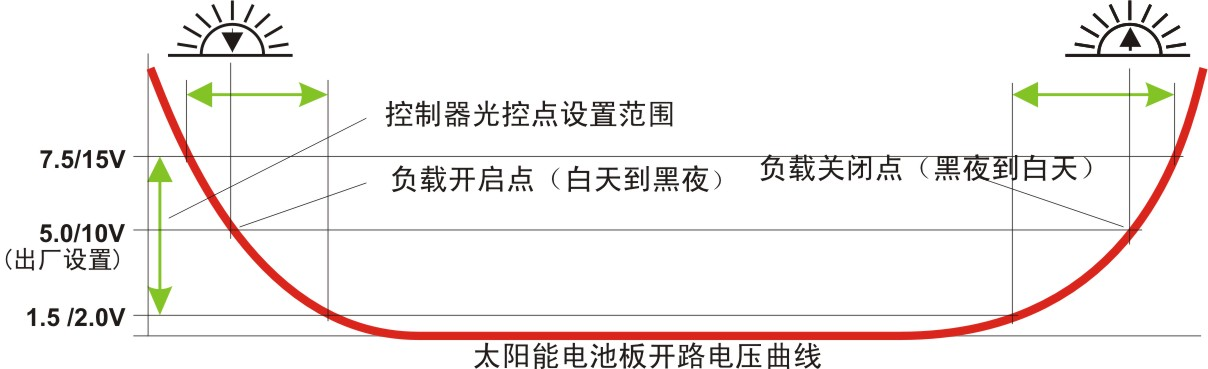 控制器光控点设置范围
7.5/15V
负载开启点（白天到黑夜）
负载关闭点（黑夜到白天）
5.0/10V
（出厂设置）
1.5 /2.0V
太阳能电池板开路电压曲线